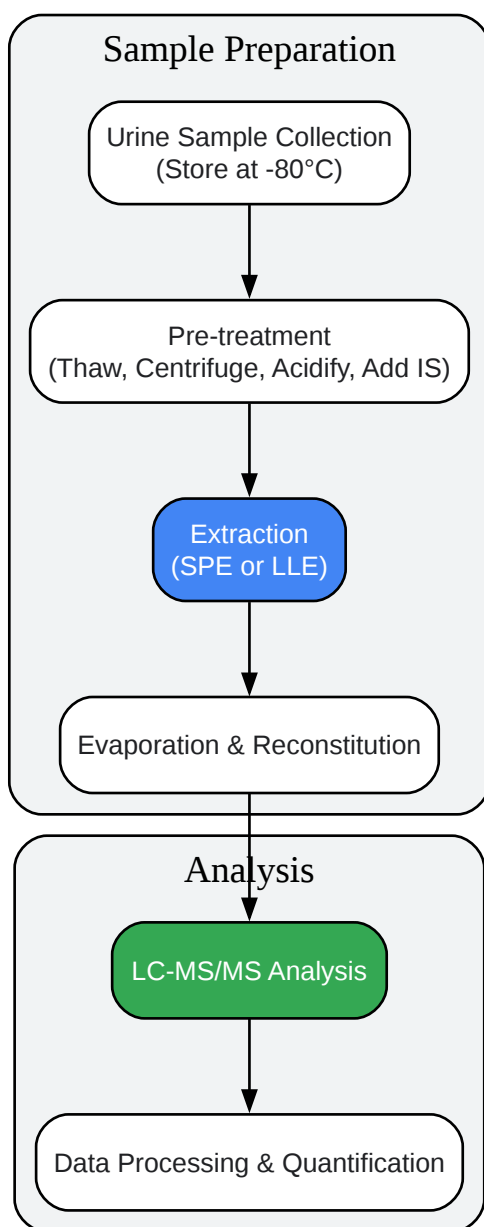 Sample Preparation
Urine Sample Collection
(Store at -80°C)
Pre-treatment
(Thaw, Centrifuge, Acidify, Add IS)
Extraction
(SPE or LLE)
Evaporation & Reconstitution
Analysis
LC-MS/MS Analysis
Data Processing & Quantification